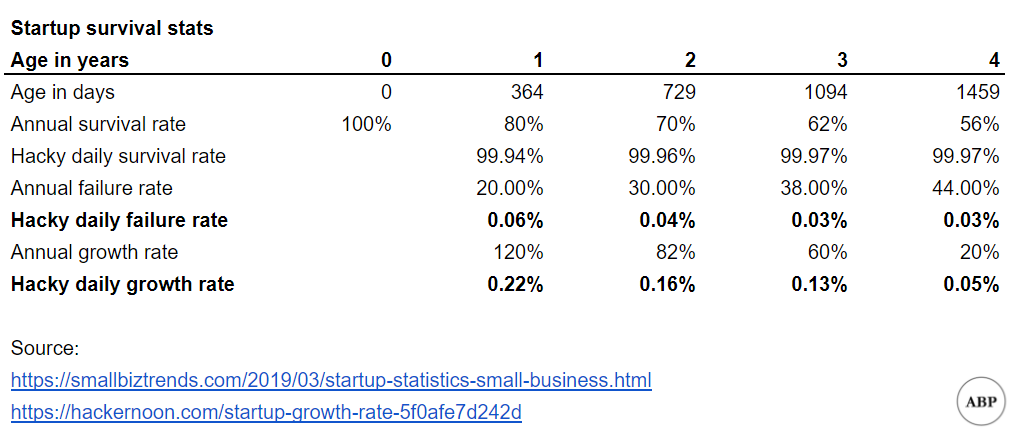 Startup survival stats
Age in years 0 1 2 3 4
Age in days 0 364 729 1094 1459
Annual survival rate 100% 80% 70% 62% 56%
Hacky daily survival rate 99.94% 99.96% 99.97% 99.97%
Annual failure rate 20.00% 30.00% 38.00% 44.00%
Hacky daily failure rate 0.06% 0.04% 0.03% 0.03%
Annual growth rate 120% 82% 60% 20%
Hacky daily growth rate 0.22% 0.16% 0.13% 0.05%
Source:
https://smallbiztrends.com/2019/03/startup-statistics-small-business.html
https://hackernoon.com/startup-growth-rate-5f0afe7d242d
ABP